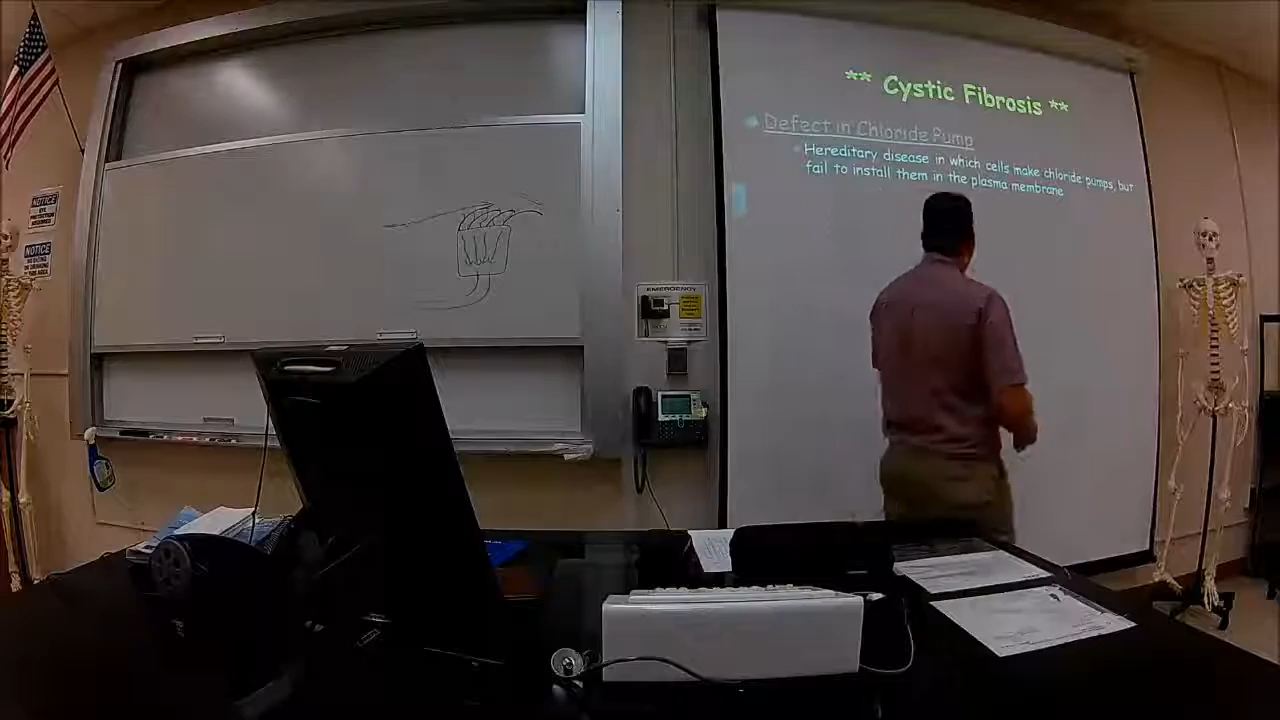 NOTICE
NOTICE
EMERGENCY
** Cystic Fibrosis **
Defect in Chloride Pump
Hereditary disease in which cells make chloride pumps, but
fail to install them in the plasma membrane